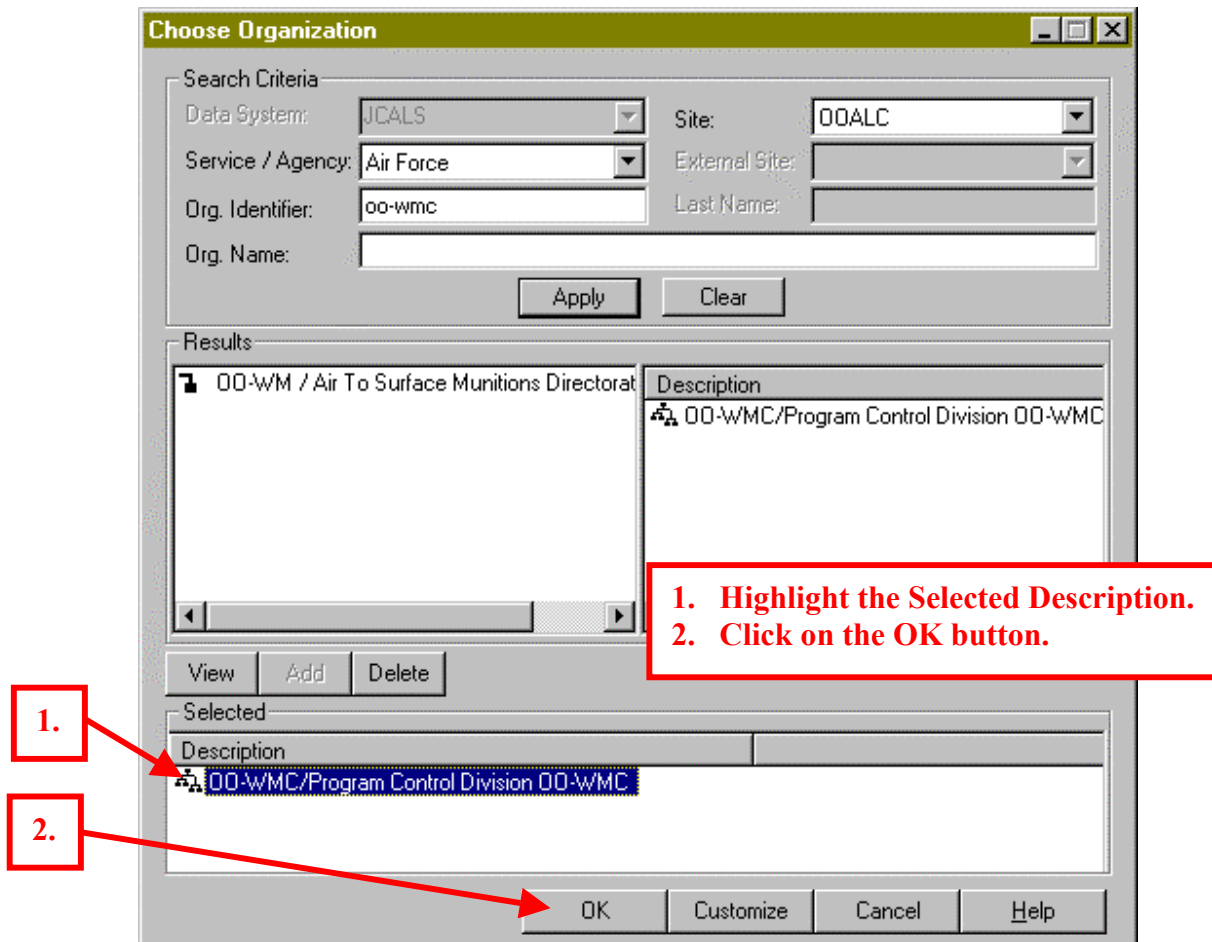 Choose Organization
Search Criteria
Data System: JCALS Site: OOALC
Service / Agency: Air Force External Site:
Org. Identifier: oo-wmc Last Name:
Org. Name:
Apply Clear
Results
OO-WM / Air To Surface Munitions Directorat
Description
OO-WMC/Program Control Division OO-WMC
1. Highlight the Selected Description.
2. Click on the OK button.
View Add Delete
1.
Selected
Description
OO-WMC/Program Control Division OO-WMC
2.
OK Customize Cancel Help